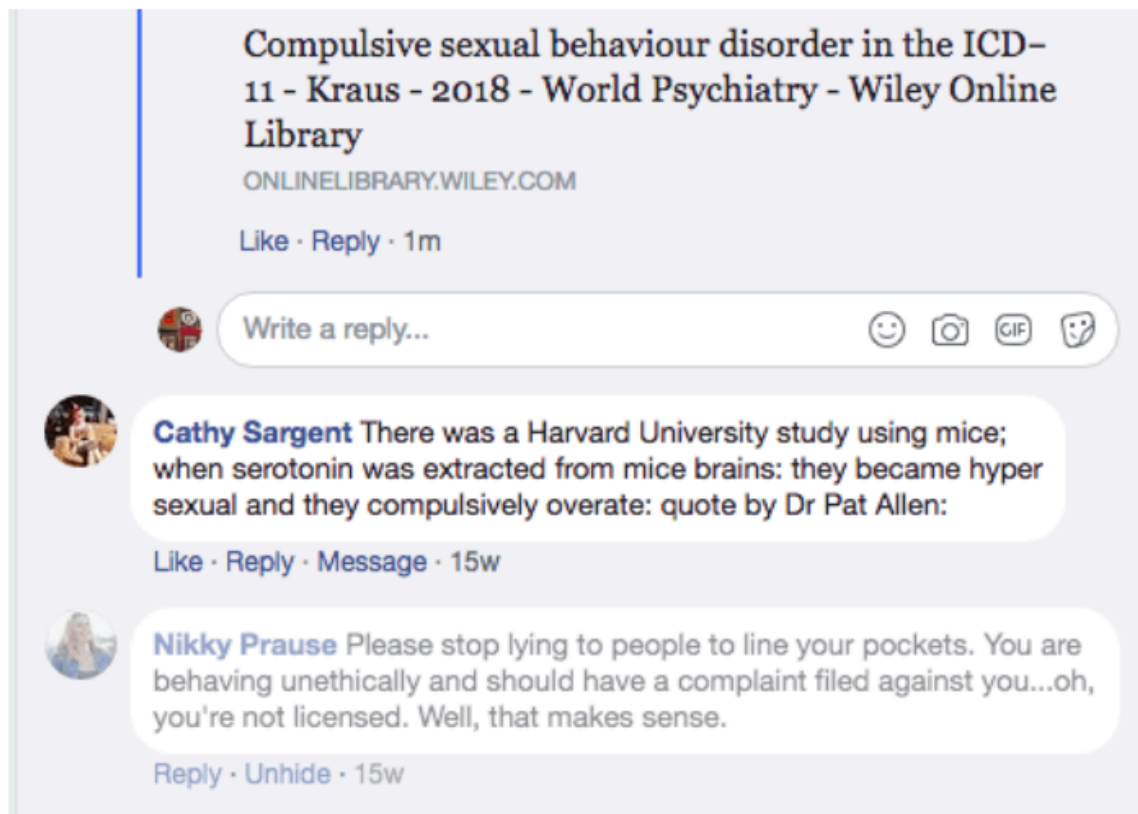 Compulsive sexual behaviour disorder in the ICD–
11 - Kraus - 2018 - World Psychiatry - Wiley Online
Library
ONLINELIBRARY.WILEY.COM
Like · Reply · 1m
Write a reply...
GIF
Cathy Sargent There was a Harvard University study using mice;
when serotonin was extracted from mice brains: they became hyper
sexual and they compulsively overate: quote by Dr Pat Allen:
Like · Reply · Message · 15w
Nikky Prause Please stop lying to people to line your pockets. You are
behaving unethically and should have a complaint filed against you...oh,
you're not licensed. Well, that makes sense.
Reply · Unhide · 15w